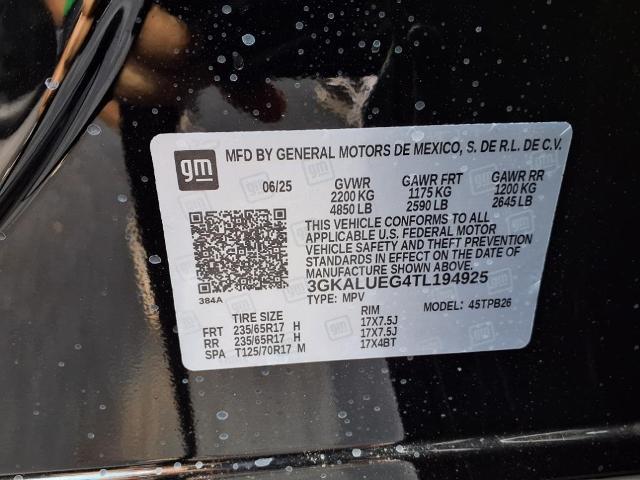 gm MFD BY GENERAL MOTORS DE MEXICO, S. DE R.L. DE C.V.
06/25 GVWR GAWR FRT GAWR RR
2200 KG 1175 KG 1200 KG
4850 LB 2590 LB 2645 LB
THIS VEHICLE CONFORMS TO ALL
APPLICABLE U.S. FEDERAL MOTOR
VEHICLE SAFETY AND THEFT PREVENTION
STANDARDS IN EFFECT ON THE DATE OF
MANUFACTURE SHOWN ABOVE.
3GKALUEG4TL194925
384A TYPE: MPV MODEL: 45TPB26
TIRE SIZE RIM
FRT 235/65R17 H 17X7.5J
RR 235/65R17 H 17X7.5J
SPA T125/70R17 M 17X4BT